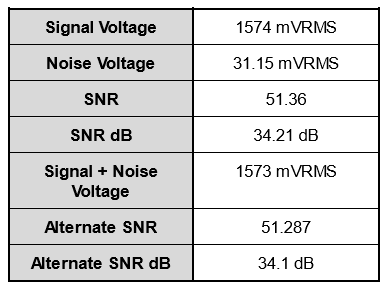 Signal Voltage 1574 mVRMS
Noise Voltage 31.15 mVRMS
SNR 51.36
SNR dB 34.21 dB
Signal + Noise 1573 mVRMS
Voltage
Alternate SNR 51.287
Alternate SNR dB 34.1 dB